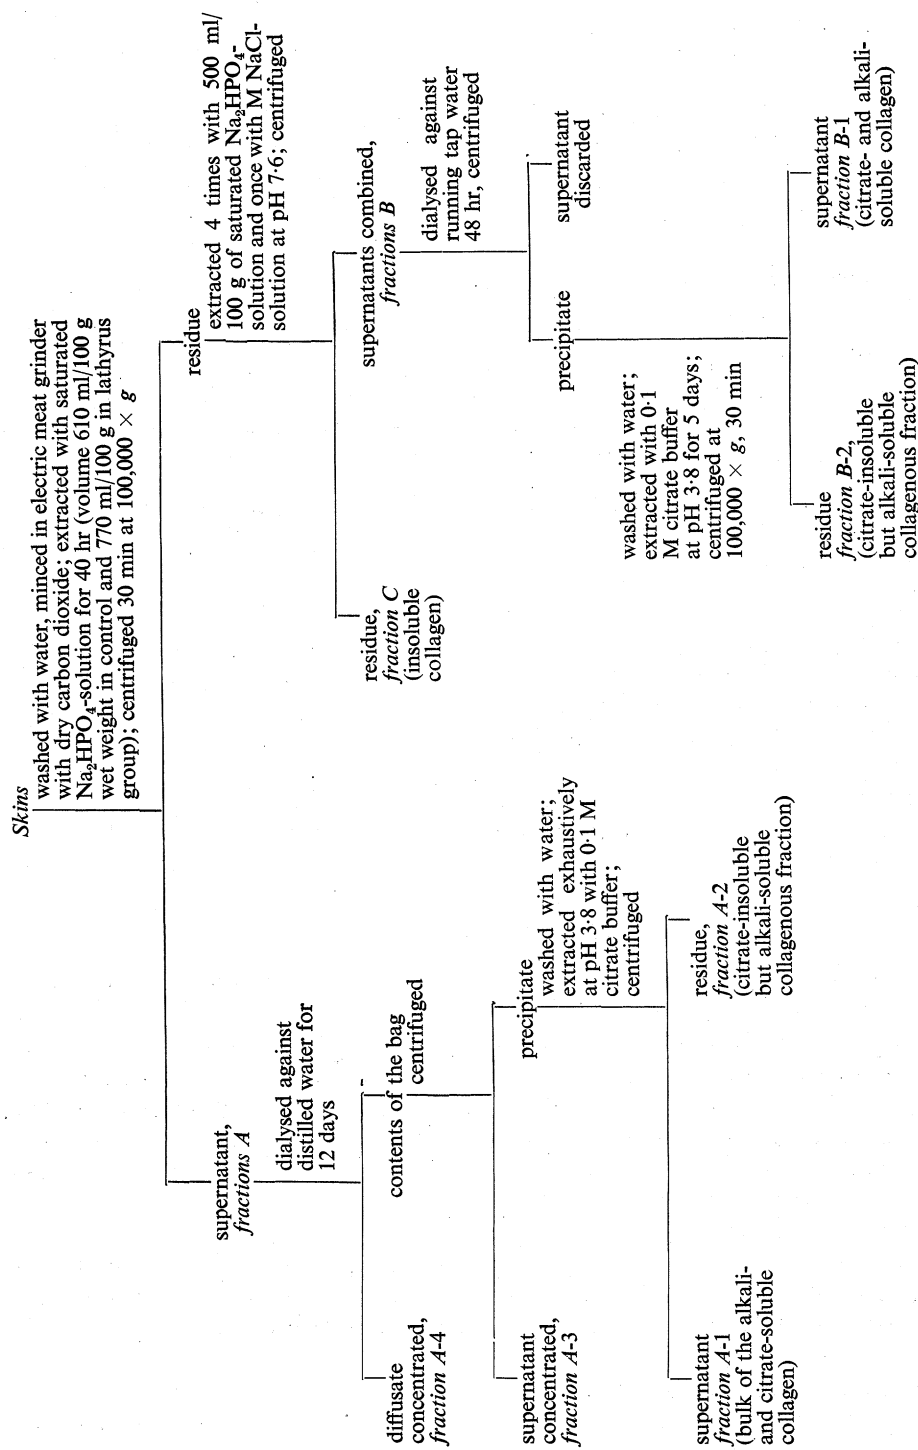 Skins
washed with water, minced in electric meat grinder
with dry carbon dioxide; extracted with saturated
Na₂HPO₄-solution for 40 hr (volume 610 ml/100 g
wet weight in control and 770 ml/100 g in lathyrus
group); centrifuged 30 min at 100,000 × g
supernatant,
fractions A
dialysed against
distilled water for
12 days
diffusate
concentrated,
fraction A-4
contents of the bag
centrifuged
supernatant
concentrated,
fraction A-3
precipitate
washed with water;
extracted exhaustively
at pH 3·8 with 0·1 M
citrate buffer;
centrifuged
supernatant
fraction A-1
(bulk of the alkali-
and citrate-soluble
collagen)
residue,
fraction A-2
(citrate-insoluble
but alkali-soluble
collagenous fraction)
residue
extracted 4 times with 500 ml/
100 g of saturated Na₂HPO₄-
solution and once with M NaCl-
solution at pH 7·6; centrifuged
residue,
fraction C
(insoluble
collagen)
supernatants combined,
fractions B
dialysed against
running tap water
48 hr, centrifuged
precipitate
supernatant
discarded
washed with water;
extracted with 0·1
M citrate buffer
at pH 3·8 for 5 days;
centrifuged at
100,000 × g, 30 min
residue
fraction B-2,
(citrate-insoluble
but alkali-soluble
collagenous fraction)
supernatant
fraction B-1
(citrate- and alkali-
soluble collagen)